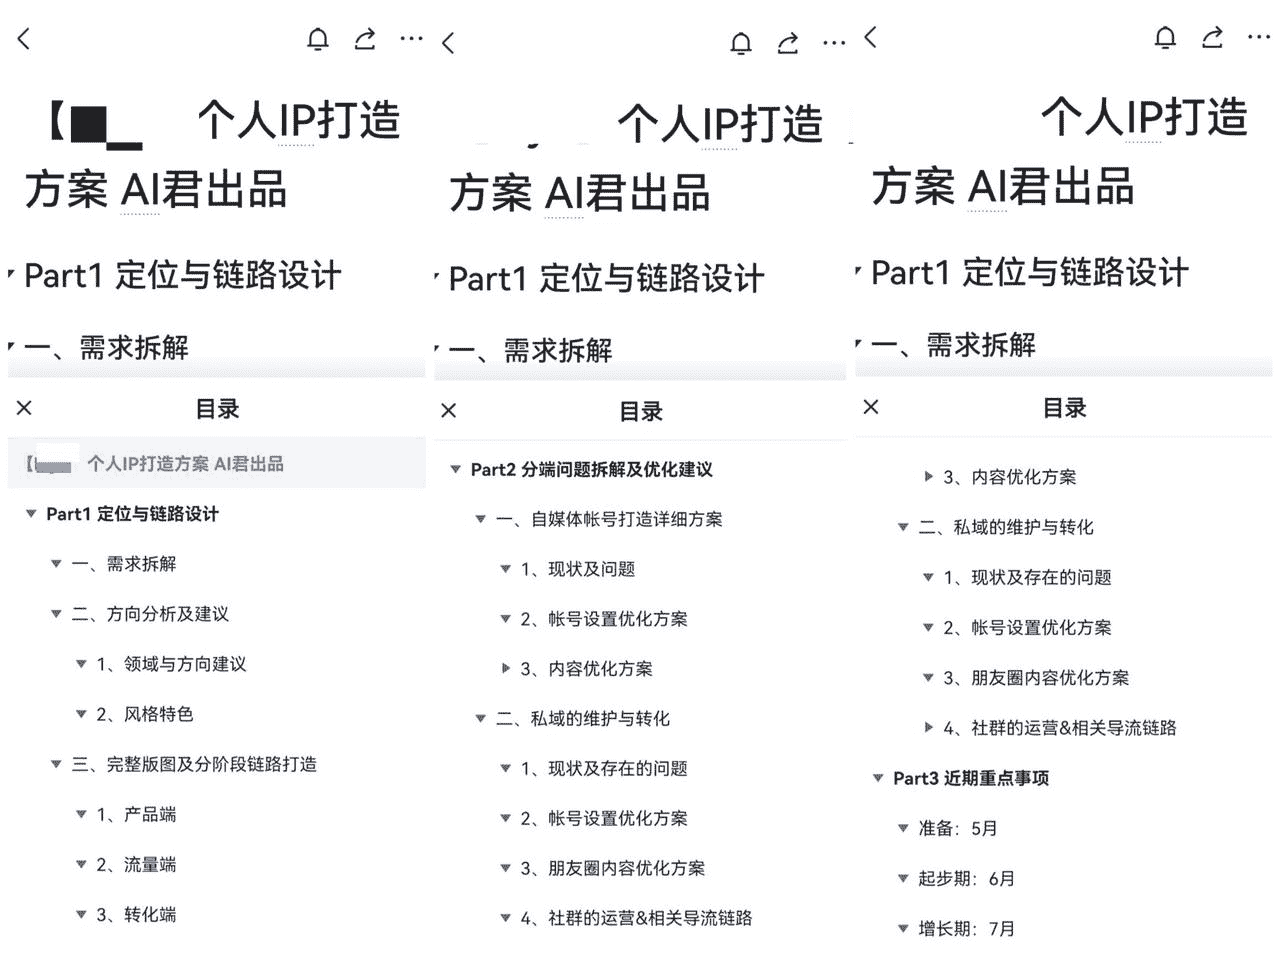 【 个人IP打造
方案 AI君出品
Part1 定位与链路设计
一、需求拆解
目录
【 个人IP打造方案 AI君出品
Part1 定位与链路设计
一、需求拆解
二、方向分析及建议
1、领域与方向建议
2、风格特色
三、完整版图及分阶段链路打造
1、产品端
2、流量端
3、转化端
个人IP打造
方案 AI君出品
Part1 定位与链路设计
一、需求拆解
目录
Part2 分端问题拆解及优化建议
一、自媒体帐号打造详细方案
1、现状及问题
2、帐号设置优化方案
3、内容优化方案
二、私域的维护与转化
1、现状及存在的问题
2、帐号设置优化方案
3、朋友圈内容优化方案
4、社群的运营&相关导流链路
个人IP打造
方案 AI君出品
Part1 定位与链路设计
一、需求拆解
目录
3、内容优化方案
二、私域的维护与转化
1、现状及存在的问题
2、帐号设置优化方案
3、朋友圈内容优化方案
4、社群的运营&相关导流链路
Part3 近期重点事项
准备：5月
起步期：6月
增长期：7月